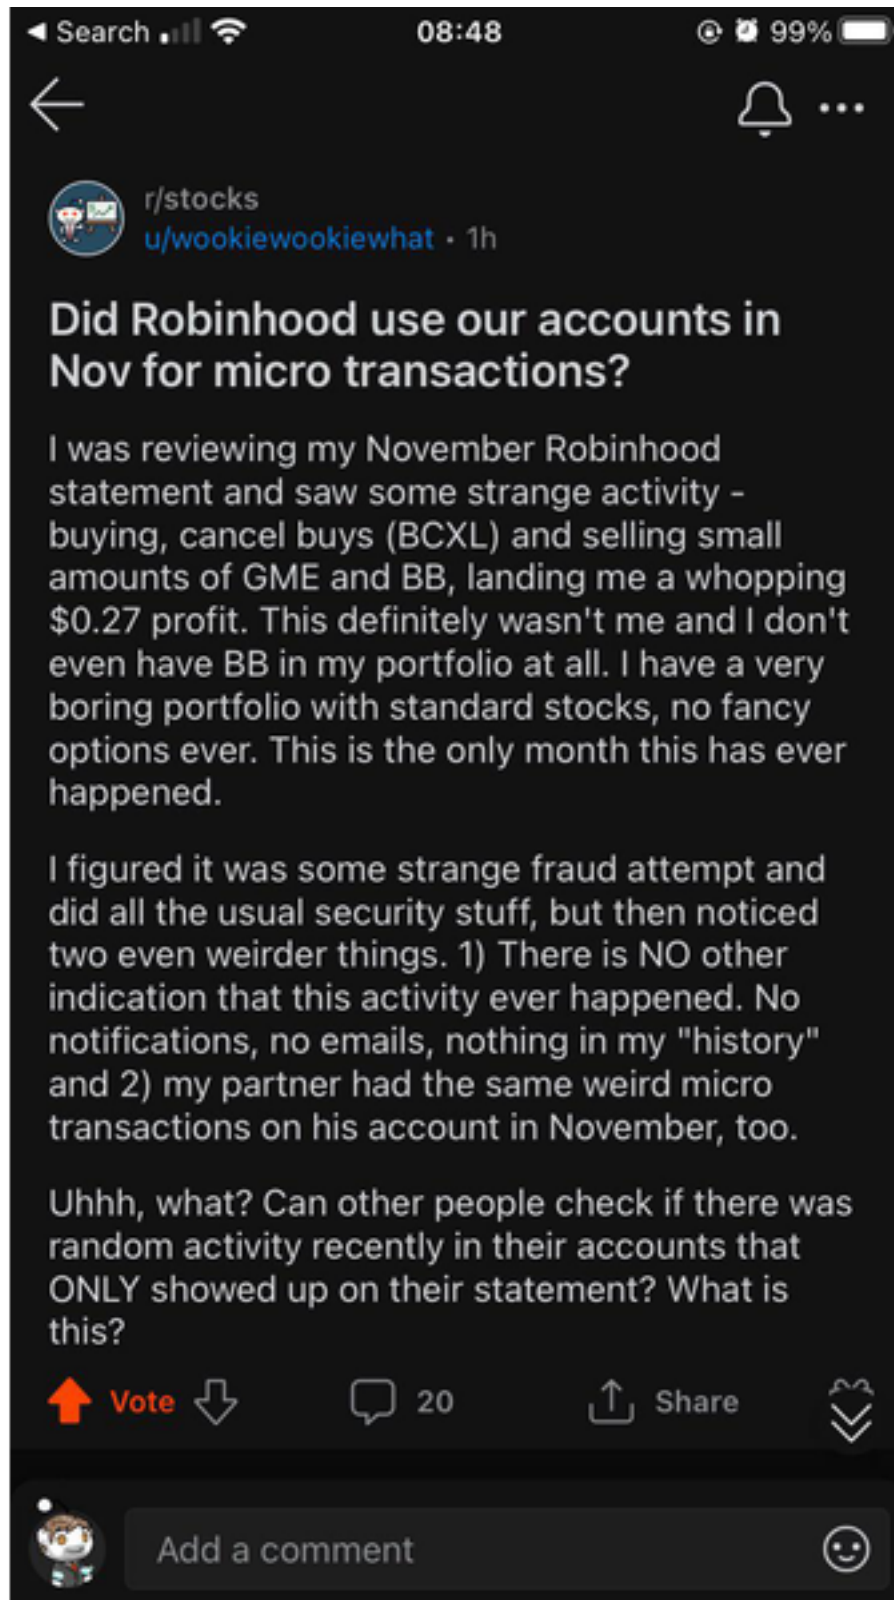 ◀ Search
08:48
99%
r/stocks
u/wookiewookiewhat • 1h
Did Robinhood use our accounts in
Nov for micro transactions?
I was reviewing my November Robinhood
statement and saw some strange activity -
buying, cancel buys (BCXL) and selling small
amounts of GME and BB, landing me a whopping
$0.27 profit. This definitely wasn't me and I don't
even have BB in my portfolio at all. I have a very
boring portfolio with standard stocks, no fancy
options ever. This is the only month this has ever
happened.
I figured it was some strange fraud attempt and
did all the usual security stuff, but then noticed
two even weirder things. 1) There is NO other
indication that this activity ever happened. No
notifications, no emails, nothing in my "history"
and 2) my partner had the same weird micro
transactions on his account in November, too.
Uhhh, what? Can other people check if there was
random activity recently in their accounts that
ONLY showed up on their statement? What is
this?
Vote
20
Share
Add a comment